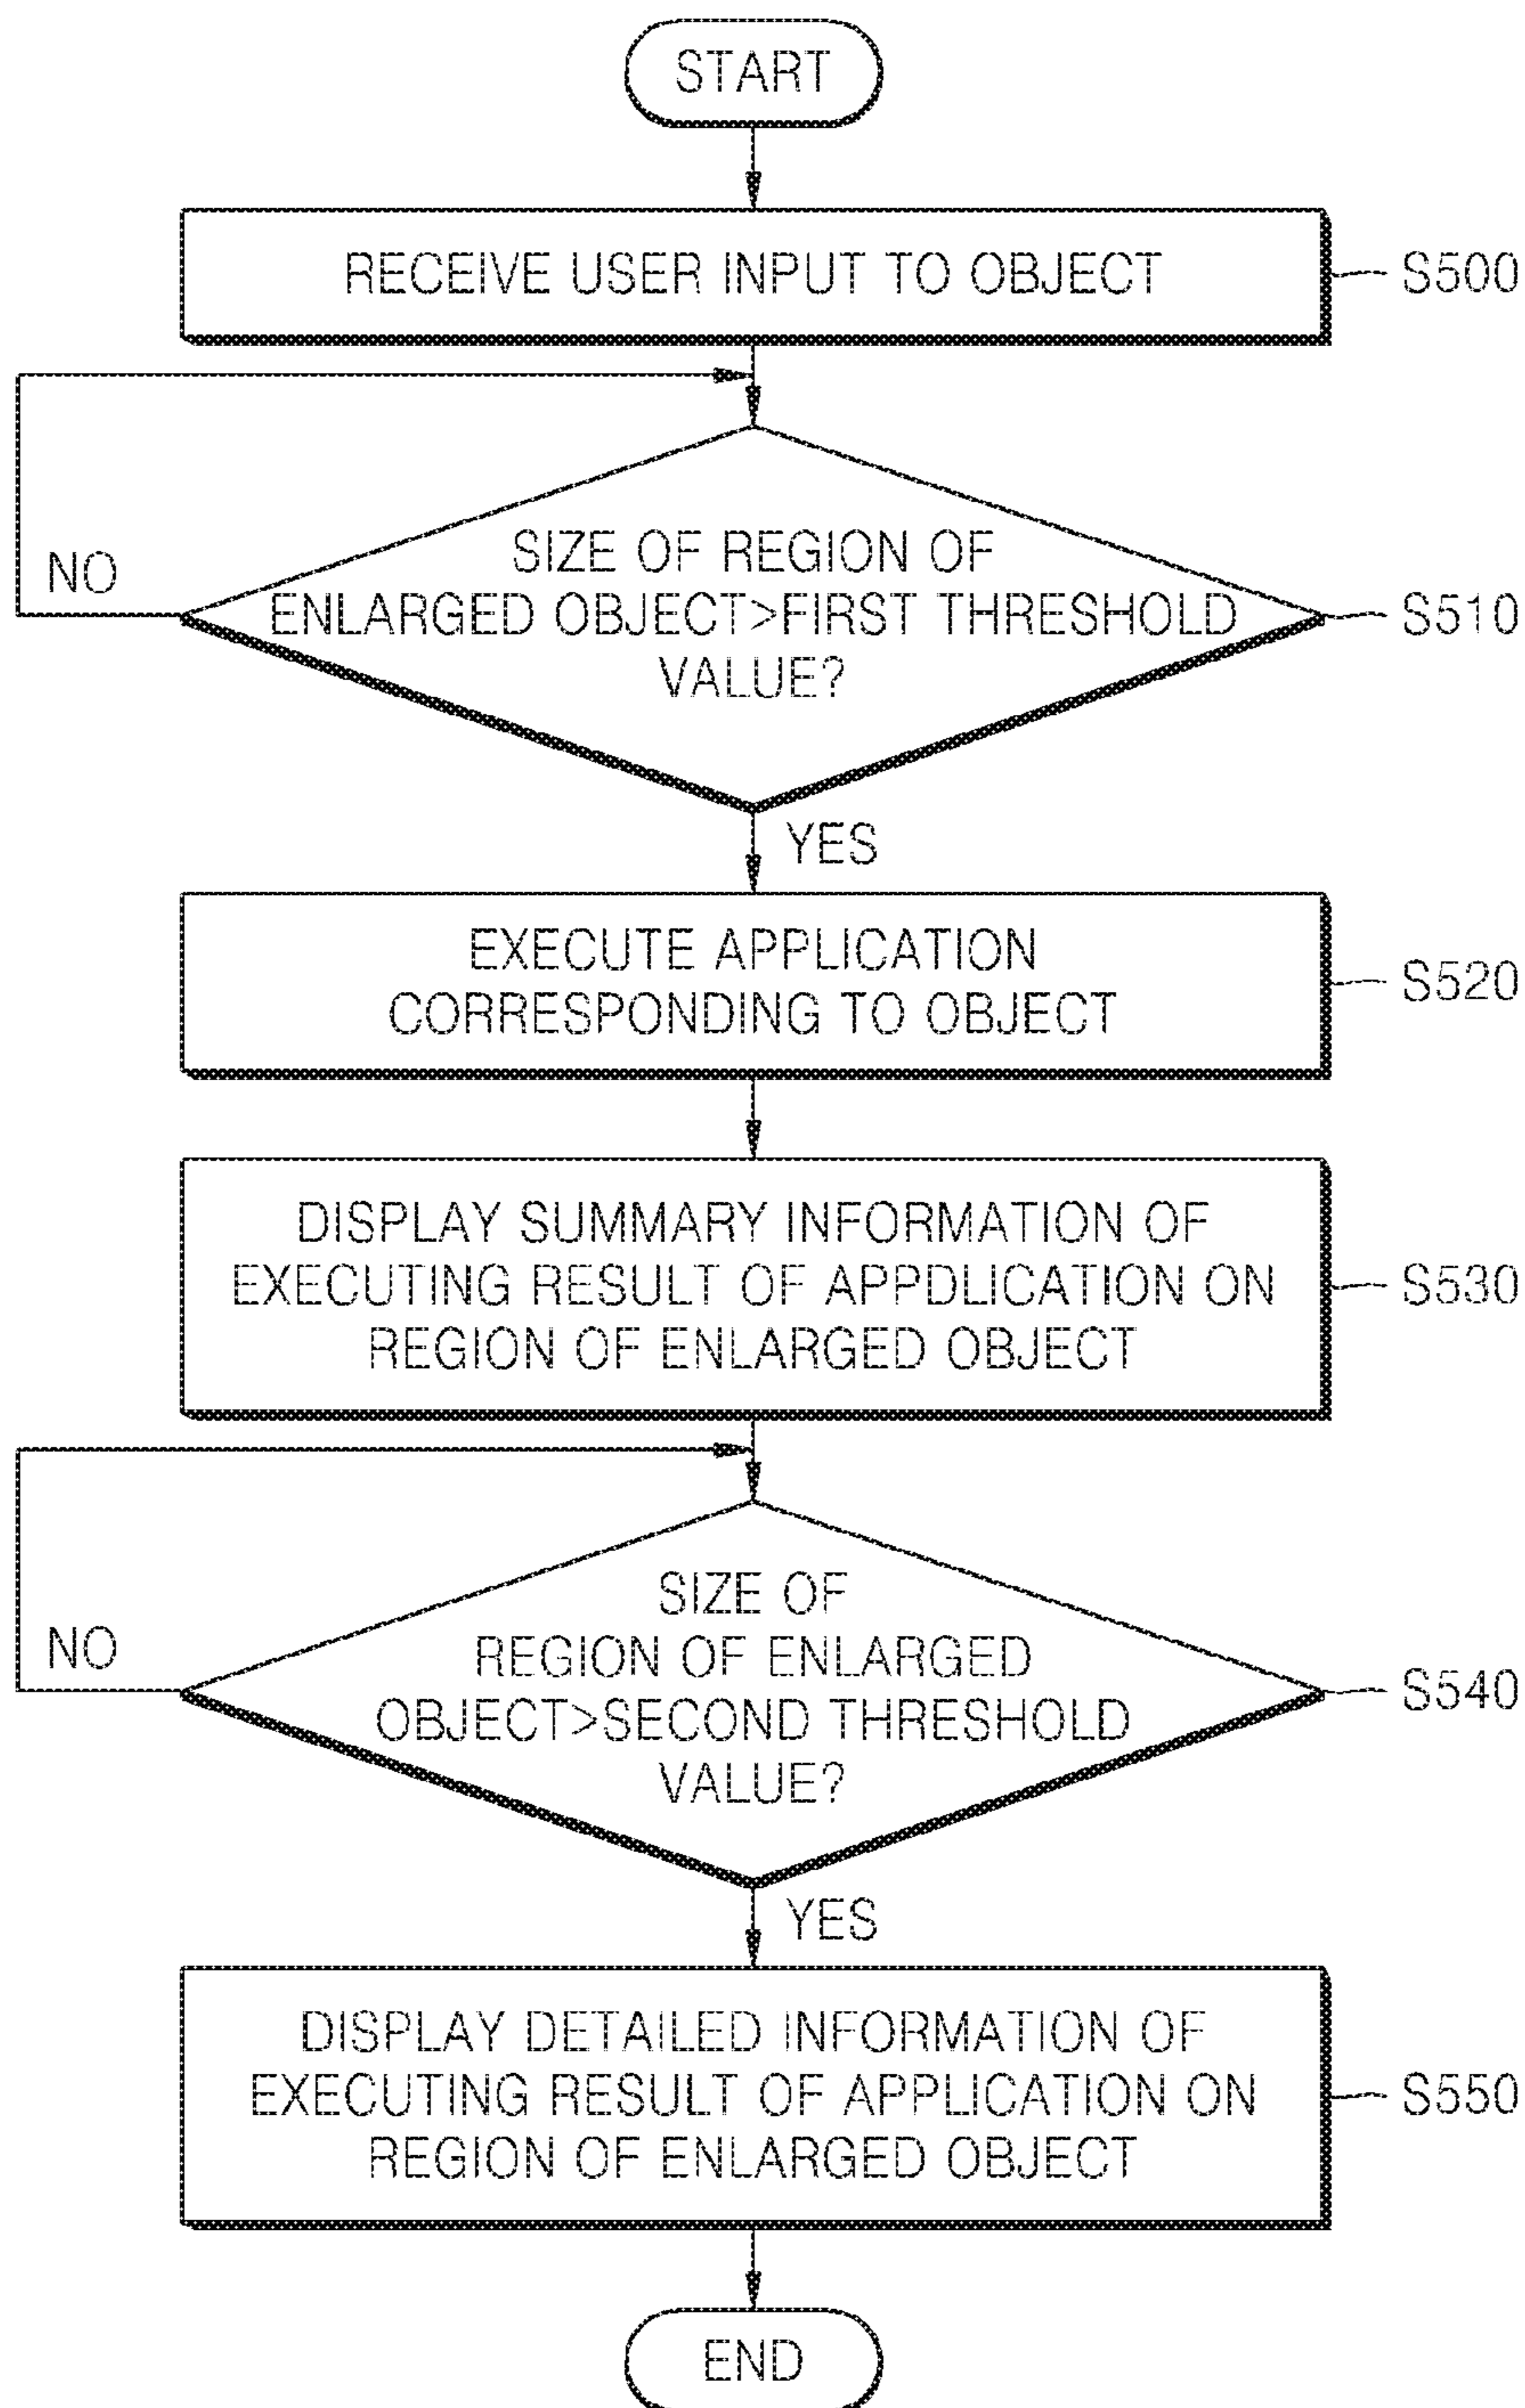 START
RECEIVE USER INPUT TO OBJECT
S500
NO
SIZE OF REGION OF
ENLARGED OBJECT>FIRST THRESHOLD
VALUE?
S510
YES
EXECUTE APPLICATION
CORRESPONDING TO OBJECT
S520
DISPLAY SUMMARY INFORMATION OF
EXECUTING RESULT OF APPDLICATION ON
REGION OF ENLARGED OBJECT
S530
NO
SIZE OF
REGION OF ENLARGED
OBJECT>SECOND THRESHOLD
VALUE?
S540
YES
DISPLAY DETAILED INFORMATION OF
EXECUTING RESULT OF APPLICATION ON
REGION OF ENLARGED OBJECT
S550
END